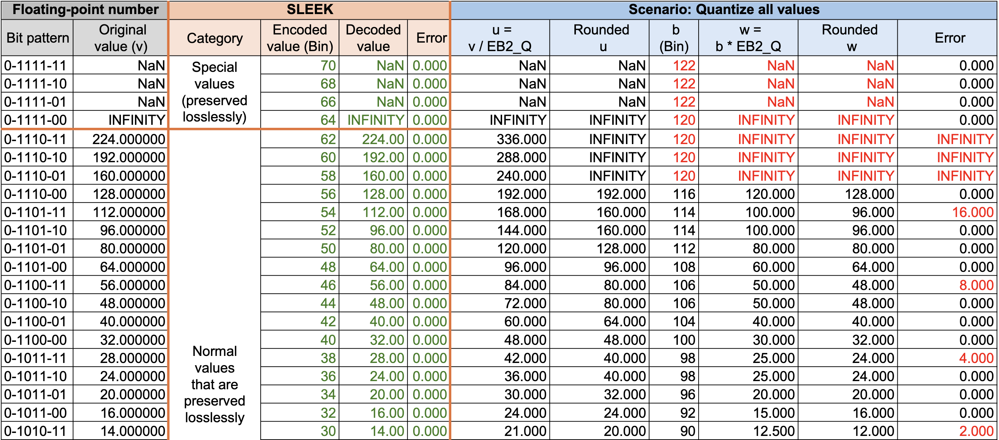 Floating-point number SLEEK Scenario: Quantize all values
Bit pattern Original value (v) Category Encoded value (Bin) Decoded value Error u = v / EB2_Q Rounded u b (Bin) w = b * EB2_Q Rounded w Error
Special values (preserved losslessly)
0-1111-11 NaN 70 NaN 0.000 NaN NaN 122 NaN NaN 0.000
0-1111-10 NaN 68 NaN 0.000 NaN NaN 122 NaN NaN 0.000
0-1111-01 NaN 66 NaN 0.000 NaN NaN 122 NaN NaN 0.000
0-1111-00 INFINITY 64 INFINITY 0.000 INFINITY INFINITY 120 INFINITY INFINITY 0.000
Normal values that are preserved losslessly
0-1110-11 224.000000 62 224.00 0.000 336.000 INFINITY 120 INFINITY INFINITY INFINITY
0-1110-10 192.000000 60 192.00 0.000 288.000 INFINITY 120 INFINITY INFINITY INFINITY
0-1110-01 160.000000 58 160.00 0.000 240.000 INFINITY 120 INFINITY INFINITY INFINITY
0-1110-00 128.000000 56 128.00 0.000 192.000 192.000 116 120.000 128.000 0.000
0-1101-11 112.000000 54 112.00 0.000 168.000 160.000 114 100.000 96.000 16.000
0-1101-10 96.000000 52 96.00 0.000 144.000 160.000 114 100.000 96.000 0.000
0-1101-01 80.000000 50 80.00 0.000 120.000 128.000 112 80.000 80.000 0.000
0-1101-00 64.000000 48 64.00 0.000 96.000 96.000 108 60.000 64.000 0.000
0-1100-11 56.000000 46 56.00 0.000 84.000 80.000 106 50.000 48.000 8.000
0-1100-10 48.000000 44 48.00 0.000 72.000 80.000 106 50.000 48.000 0.000
0-1100-01 40.000000 42 40.00 0.000 60.000 64.000 104 40.000 40.000 0.000
0-1100-00 32.000000 40 32.00 0.000 48.000 48.000 100 30.000 32.000 0.000
0-1011-11 28.000000 38 28.00 0.000 42.000 40.000 98 25.000 24.000 4.000
0-1011-10 24.000000 36 24.00 0.000 36.000 40.000 98 25.000 24.000 0.000
0-1011-01 20.000000 34 20.00 0.000 30.000 32.000 96 20.000 20.000 0.000
0-1011-00 16.000000 32 16.00 0.000 24.000 24.000 92 15.000 16.000 0.000
0-1010-11 14.000000 30 14.00 0.000 21.000 20.000 90 12.500 12.000 2.000